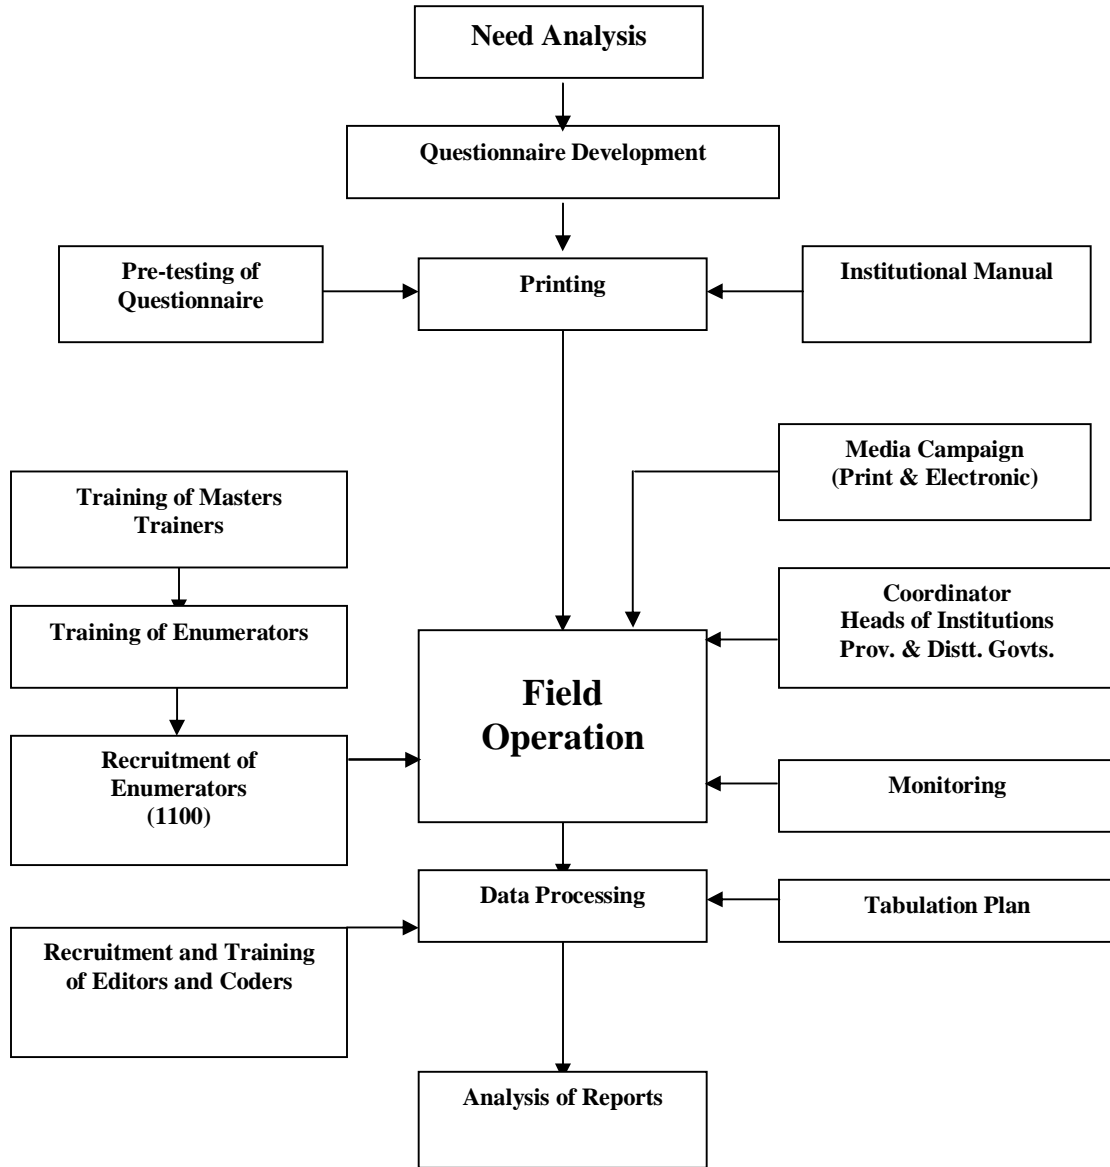 Need Analysis
Questionnaire Development
Pre-testing of
Questionnaire
Printing
Institutional Manual
Media Campaign
(Print & Electronic)
Training of Masters
Trainers
Training of Enumerators
Coordinator
Heads of Institutions
Prov. & Distt. Govts.
Field
Operation
Recruitment of
Enumerators
(1100)
Monitoring
Data Processing
Tabulation Plan
Recruitment and Training
of Editors and Coders
Analysis of Reports